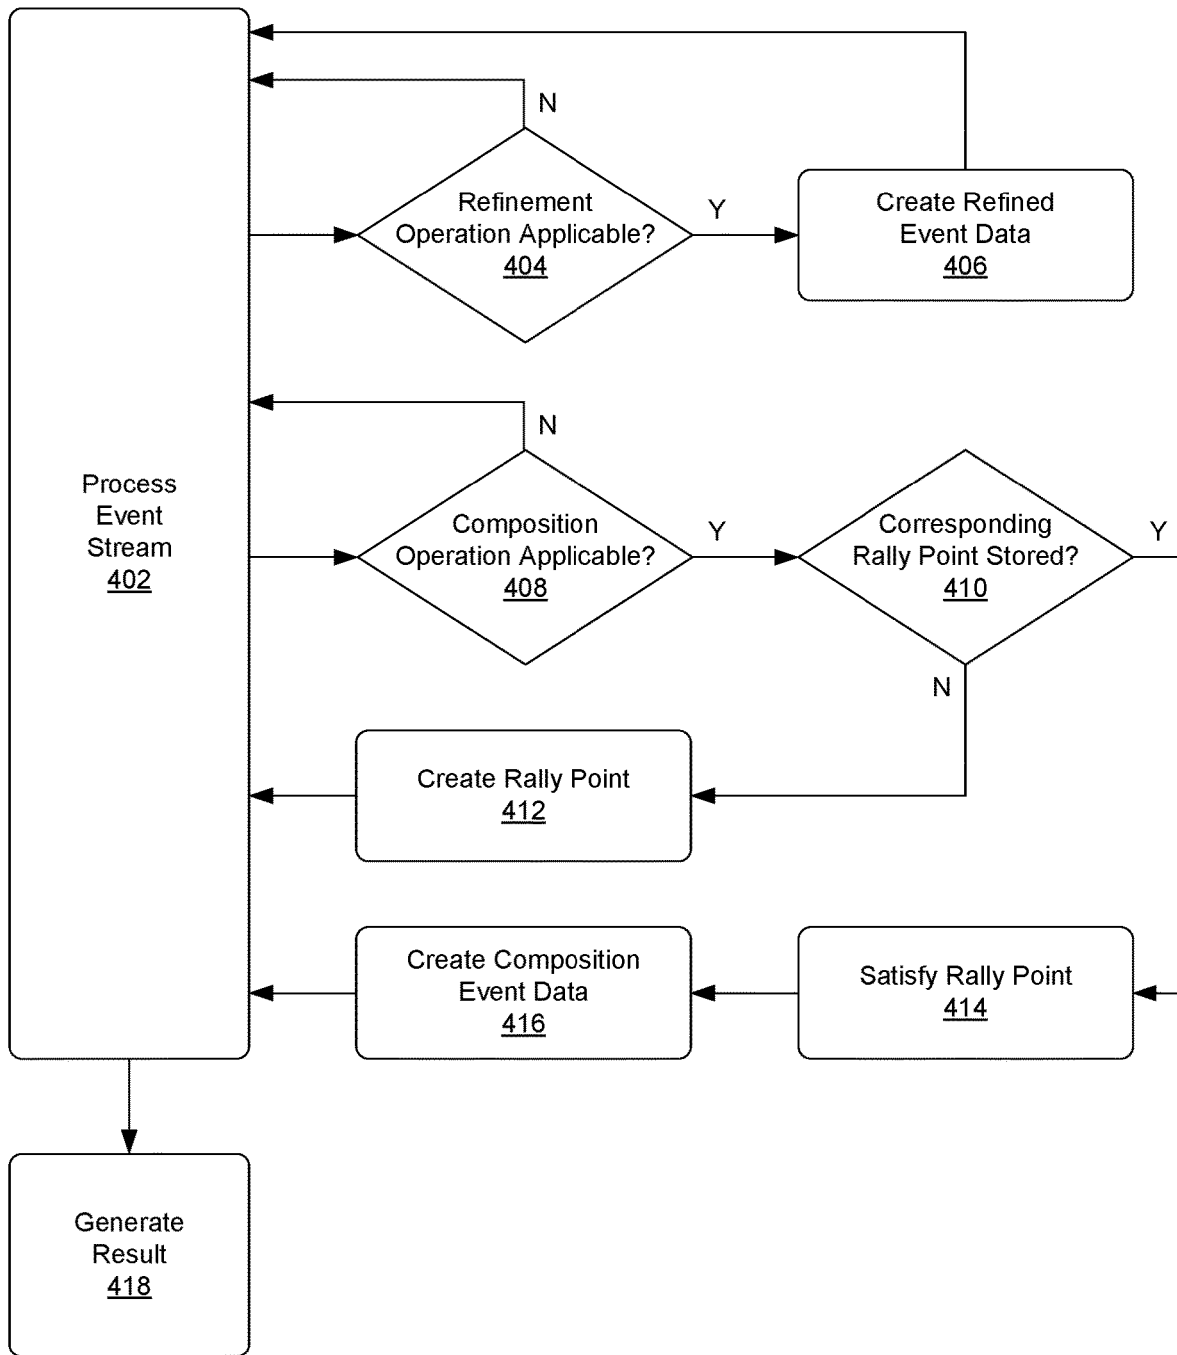 N
Refinement
Operation Applicable?
404
Y
Create Refined
Event Data
406
Process
Event
Stream
402
N
Composition
Operation Applicable?
408
Y
Corresponding
Rally Point Stored?
410
Y
N
Create Rally Point
412
Create Composition
Event Data
416
Satisfy Rally Point
414
Generate
Result
418